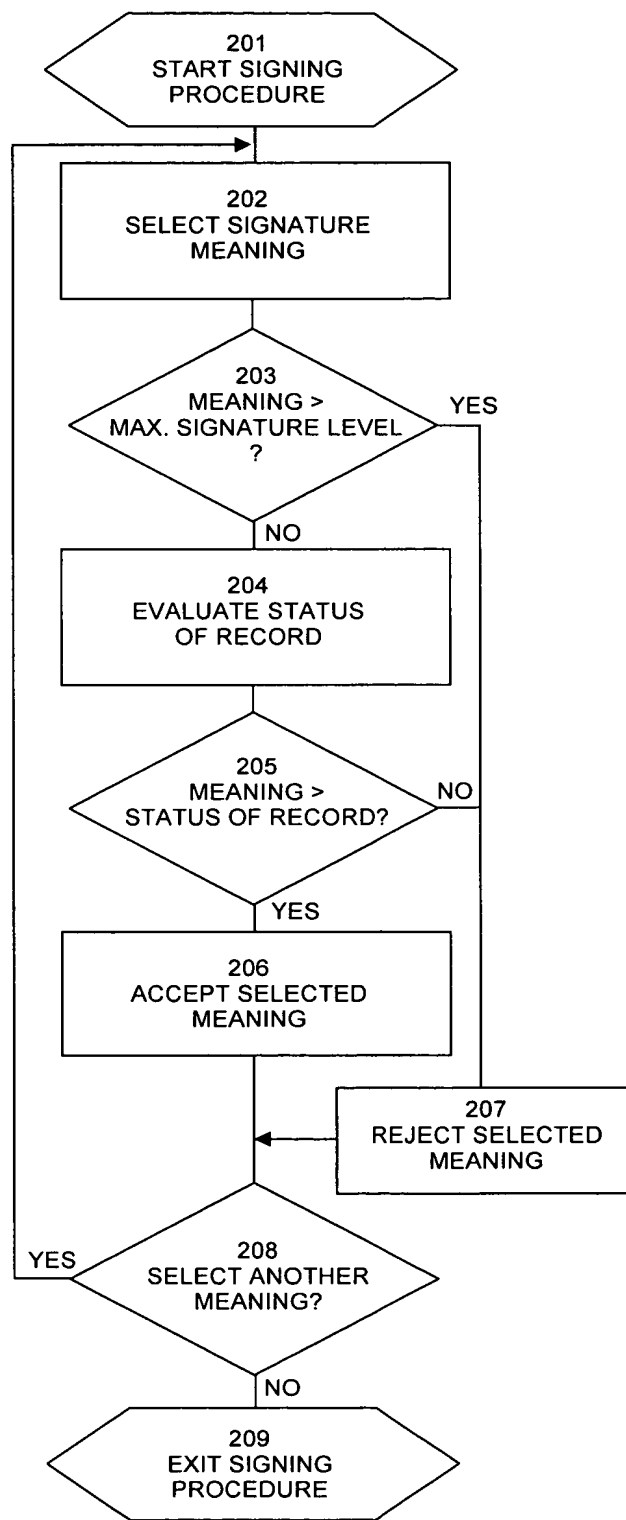 201
START SIGNING
PROCEDURE
202
SELECT SIGNATURE
MEANING
203
MEANING >
MAX. SIGNATURE LEVEL
?
YES
NO
204
EVALUATE STATUS
OF RECORD
205
MEANING >
STATUS OF RECORD?
NO
YES
206
ACCEPT SELECTED
MEANING
207
REJECT SELECTED
MEANING
208
SELECT ANOTHER
MEANING?
YES
NO
209
EXIT SIGNING
PROCEDURE